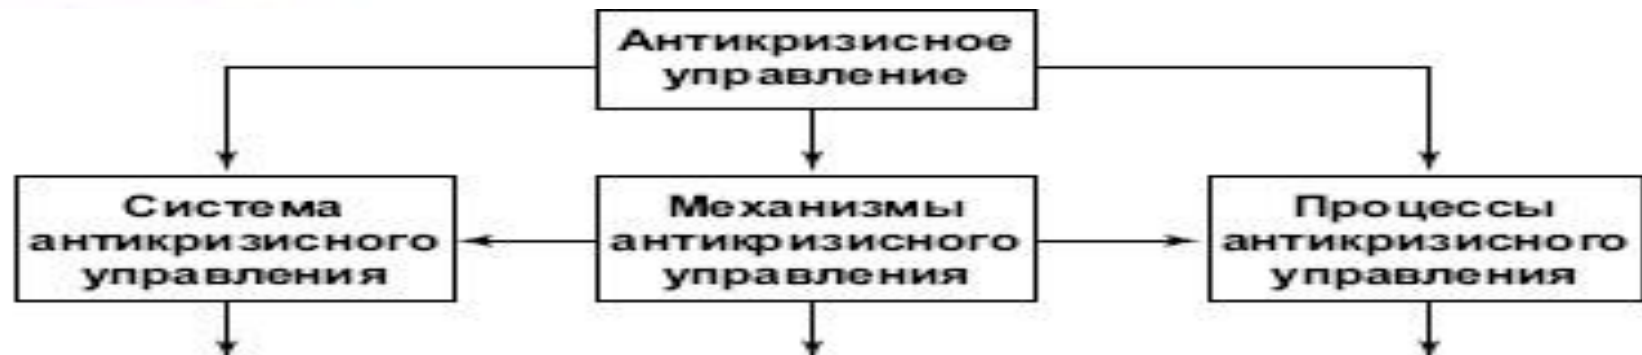 Антикризисное
управление
Система
антикризисного
управления
Механизмы
антикризисного
управления
Процессы
антикризисного
управления